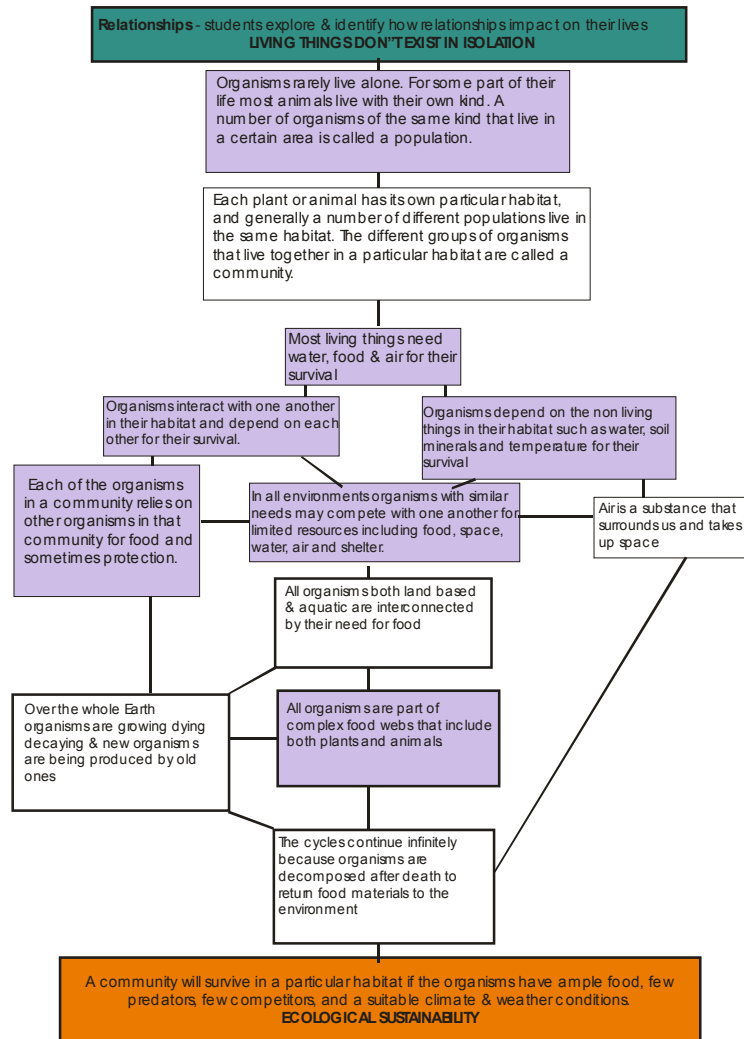 Relationships - students explore & identify how relationships impact on their lives
LIVING THINGS DON"T EXIST IN ISOLATION
Organisms rarely live alone. For some part of their
life most animals live with their own kind. A
number of organisms of the same kind that live in
a certain area is called a population.
Each plant or animal has its own particular habitat,
and generally a number of different populations live in
the same habitat. The different groups of organisms
that live together in a particular habitat are called a
community.
Most living things need
water, food & air for their
survival
Organisms interact with one another
in their habitat and depend on each
other for their survival.
Organisms depend on the non living
things in their habitat such as water, soil
minerals and temperature for their
survival
Each of the organisms
in a community relies on
other organisms in that
community for food and
sometimes protection.
In all environments organisms with similar
needs may compete with one another for
limited resources including food, space,
water, air and shelter.
Air is a substance that
surrounds us and takes
up space
All organisms both land based
& aquatic are interconnected
by their need for food
Over the whole Earth
organisms are growing dying
decaying & new organisms
are being produced by old
ones
All organisms are part of
complex food webs that include
both plants and animals
The cycles continue infinitely
because organisms are
decomposed after death to
return food materials to the
environment
A community will survive in a particular habitat if the organisms have ample food, few
predators, few competitors, and a suitable climate & weather conditions.
ECOLOGICAL SUSTAINABILITY